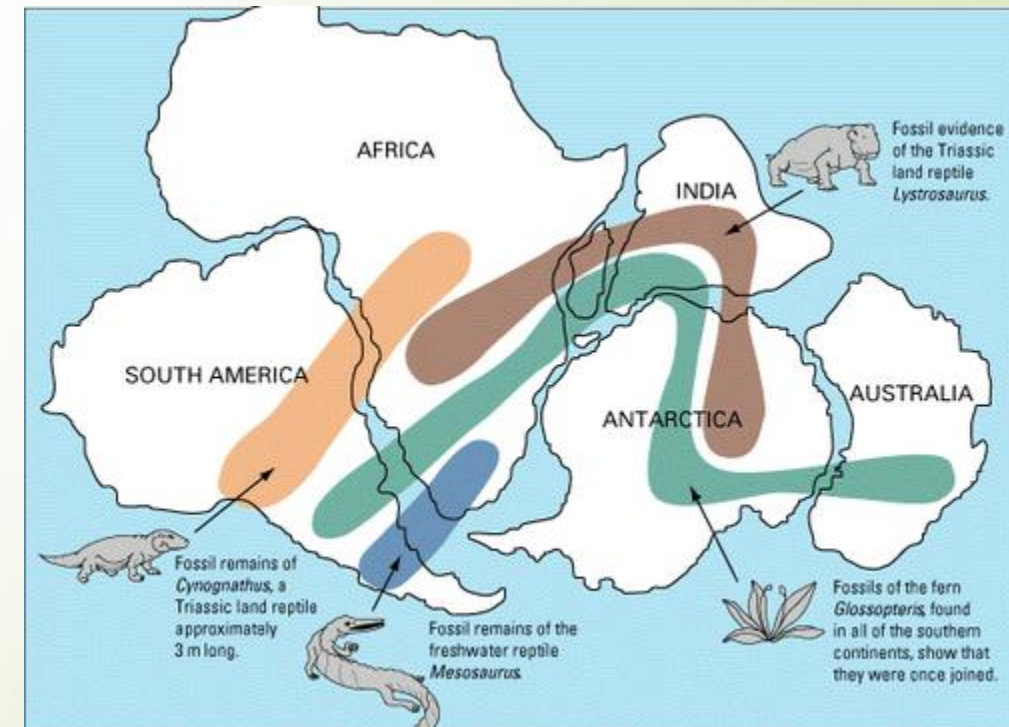 AFRICA
INDIA
Fossil evidence
of the Triassic
land reptile
Lystrosaurus.
SOUTH AMERICA
ANTARCTICA
AUSTRALIA
Fossil remains of
Cynognathus, a
Triassic land reptile
approximately
3 m long.
Fossil remains of the
freshwater reptile
Mesosaurus.
Fossils of the fern
Glossopteris, found
in all of the southern
continents, show that
they were once joined.